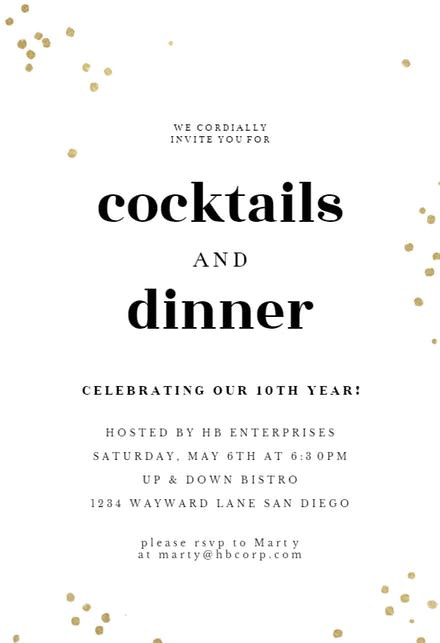 WE CORDIALLY
INVITE YOU FOR
cocktails
AND
dinner
CELEBRATING OUR 10TH YEAR!
HOSTED BY HB ENTERPRISES
SATURDAY, MAY 6TH AT 6:30PM
UP & DOWN BISTRO
1234 WAYWARD LANE SAN DIEGO
please rsvp to Marty
at marty@hbcorp.com